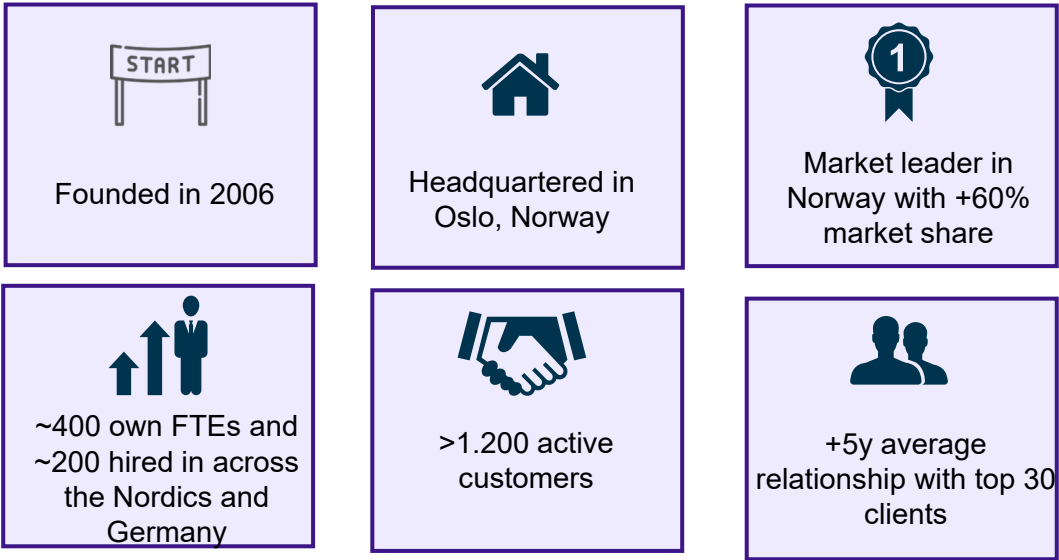 START
Founded in 2006
Headquartered in
Oslo, Norway
1
Market leader in
Norway with +60%
market share
~400 own FTEs and
~200 hired in across
the Nordics and
Germany
>1.200 active
customers
+5y average
relationship with top 30
clients